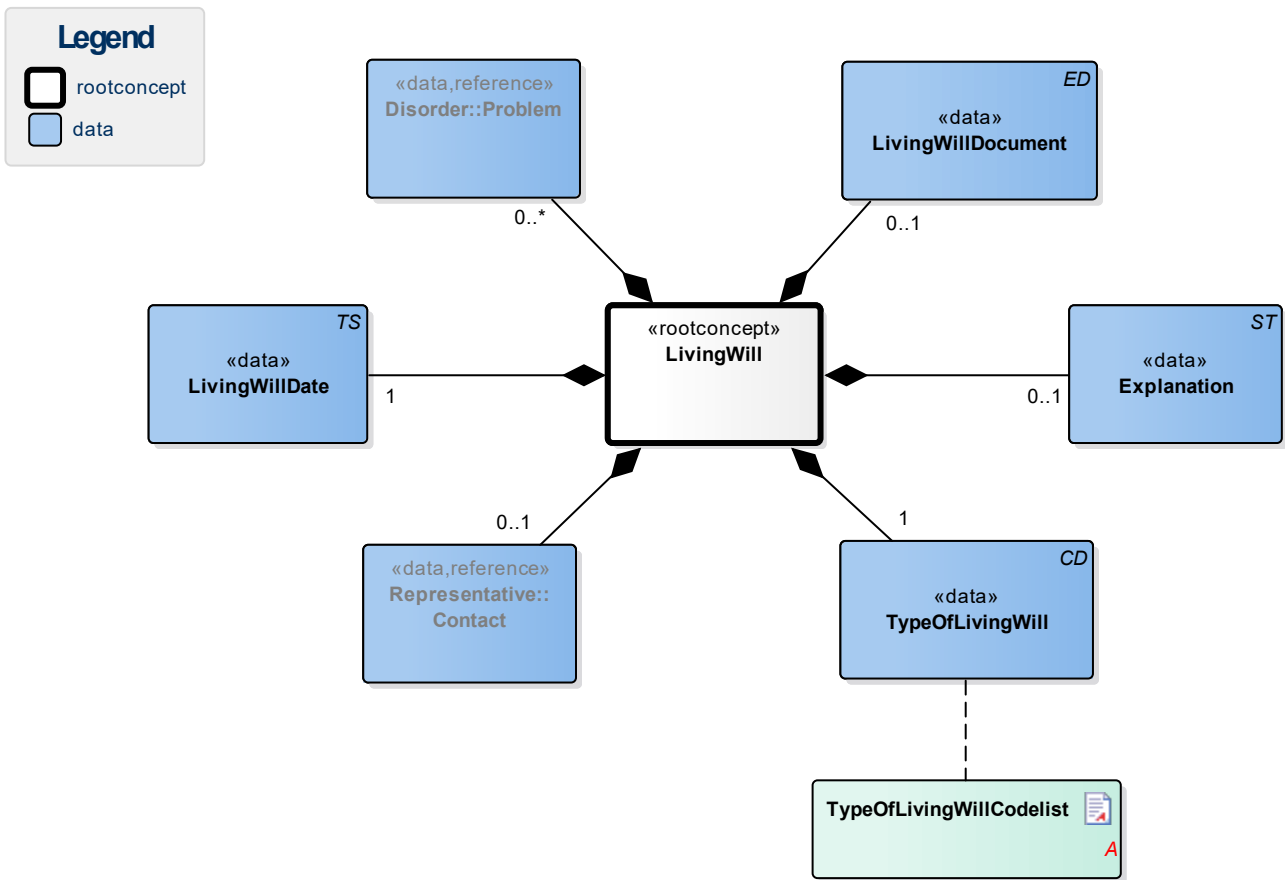 Legend
rootconcept
data
«data,reference»
Disorder::Problem
0..*
ED
«data»
LivingWillDocument
0..1
TS
«data»
LivingWillDate
1
«rootconcept»
LivingWill
ST
«data»
Explanation
0..1
0..1
«data,reference»
Representative::
Contact
1
CD
«data»
TypeOfLivingWill
TypeOfLivingWillCodelist
A